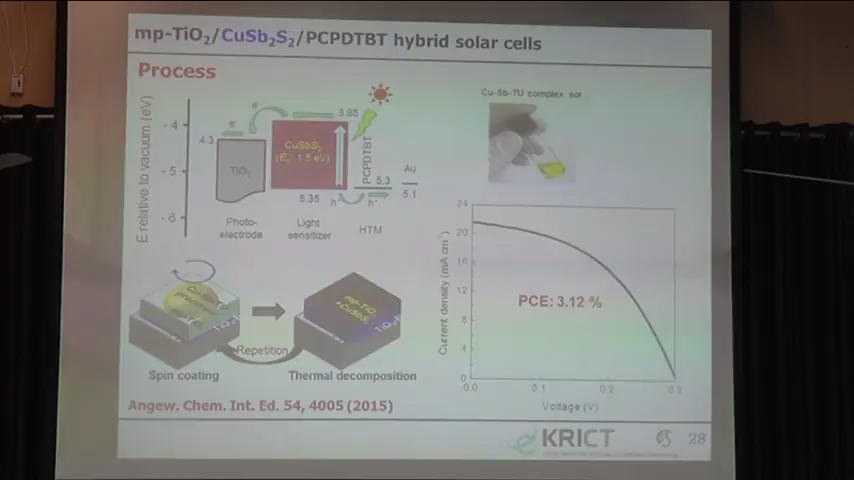 mp-TiO2/CuSb2S2/PCPDTBT hybrid solar cells
Process
E relative to vacuum (eV)
- 4
- 5
- 6
4.3
e
e
3.85
TiO2
CuSbS2
(Eg 1.5 eV)
PCPDTBT
5.35
h+
h+
5.3
Au
5.1
Photo-
electrode
Light
sensitizer
HTM
Cu-Sb-TU complex sol
Spin coating
Repetition
mp-TiO
+CuSbS
Thermal decomposition
Current density (mA cm-2)
24
20
16
12
8
4
0
PCE: 3.12 %
0.0
0.1
0.2
0.3
Voltage (V)
Angew. Chem. Int. Ed. 54, 4005 (2015)
KRICT
28